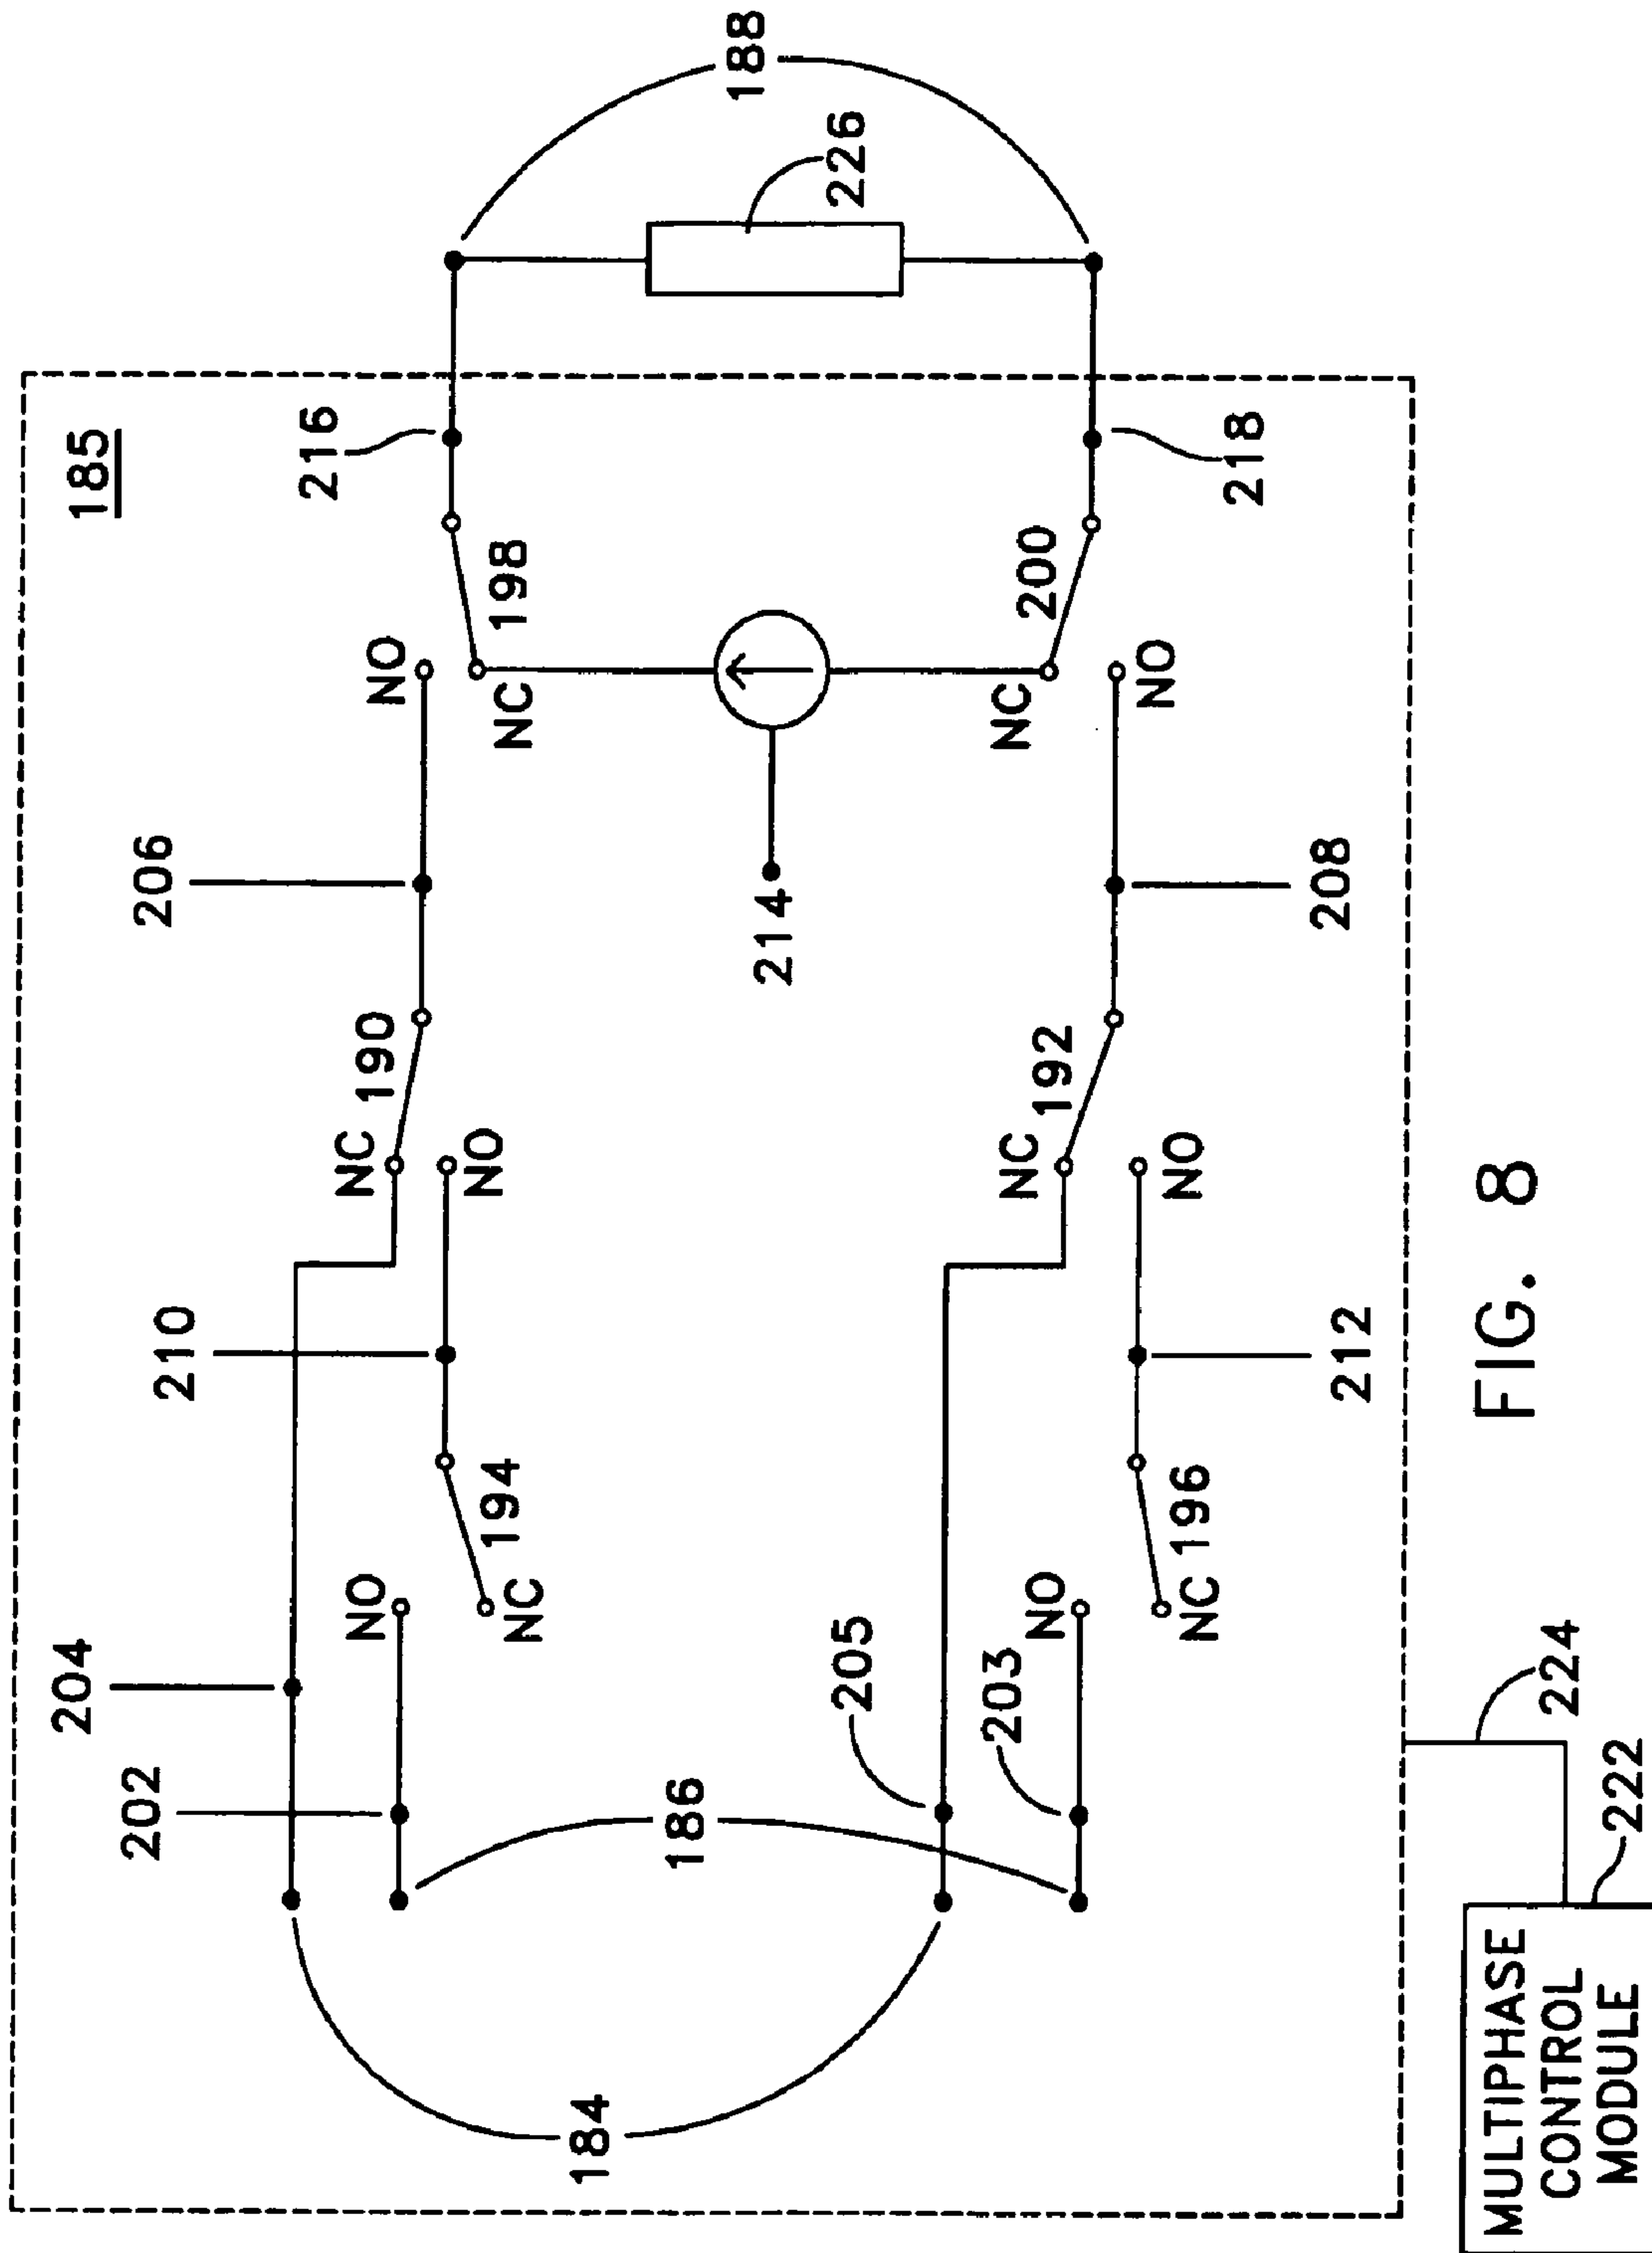 204
185
202
206
210
216
NO
NC
190
NO
NC
194
NO
NC
198
184
186
188
214
226
205
203
NO
NC
192
NC
200
NC
196
NO
NO
218
208
212
MULTIPHASE
CONTROL
MODULE
224
222
FIG. 8